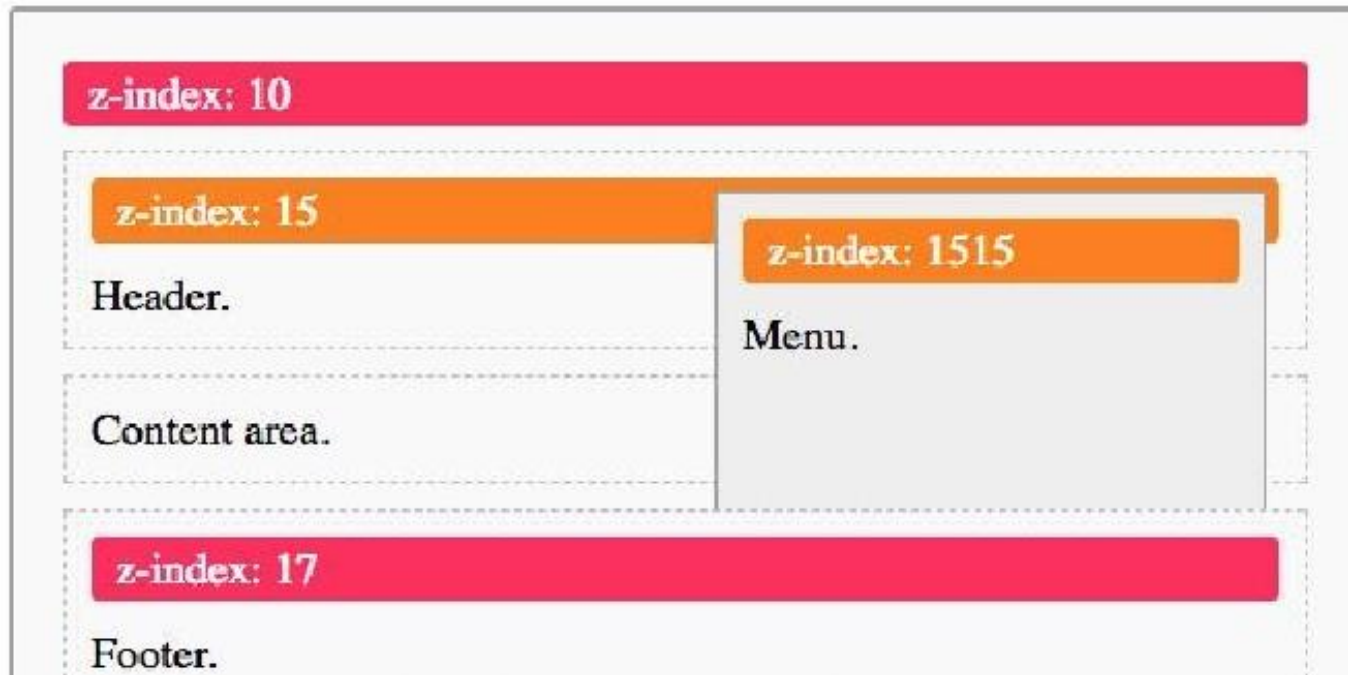 z-index: 10
z-index: 15
z-index: 1515
Header.
Menu.
Content area.
z-index: 17
Footer.